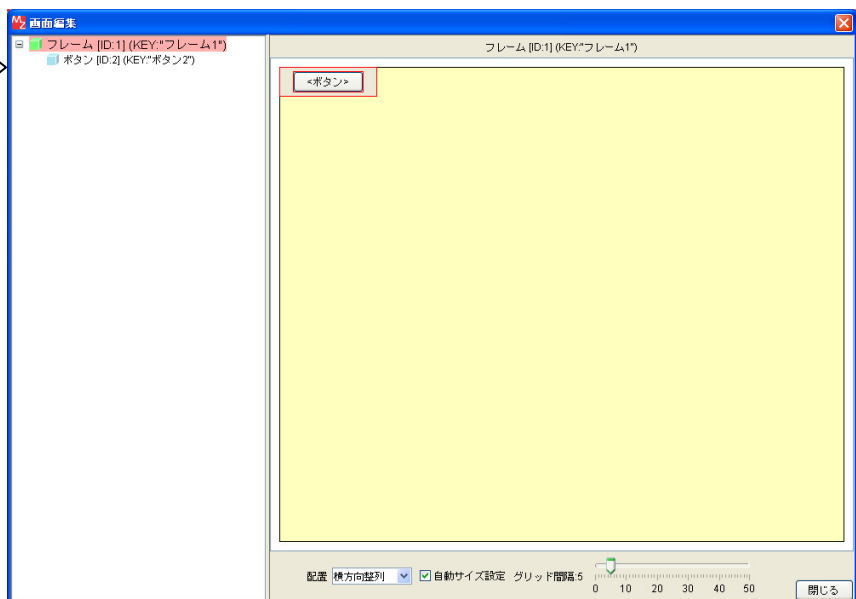 画面編集
フレーム [ID:1] (KEY:"フレーム1")
ボタン [ID:2] (KEY:"ボタン2")
フレーム [ID:1] (KEY:"フレーム1")
<ボタン>
配置 横方向整列 自動サイズ設定 グリッド間隔:5
0 10 20 30 40 50
閉じる